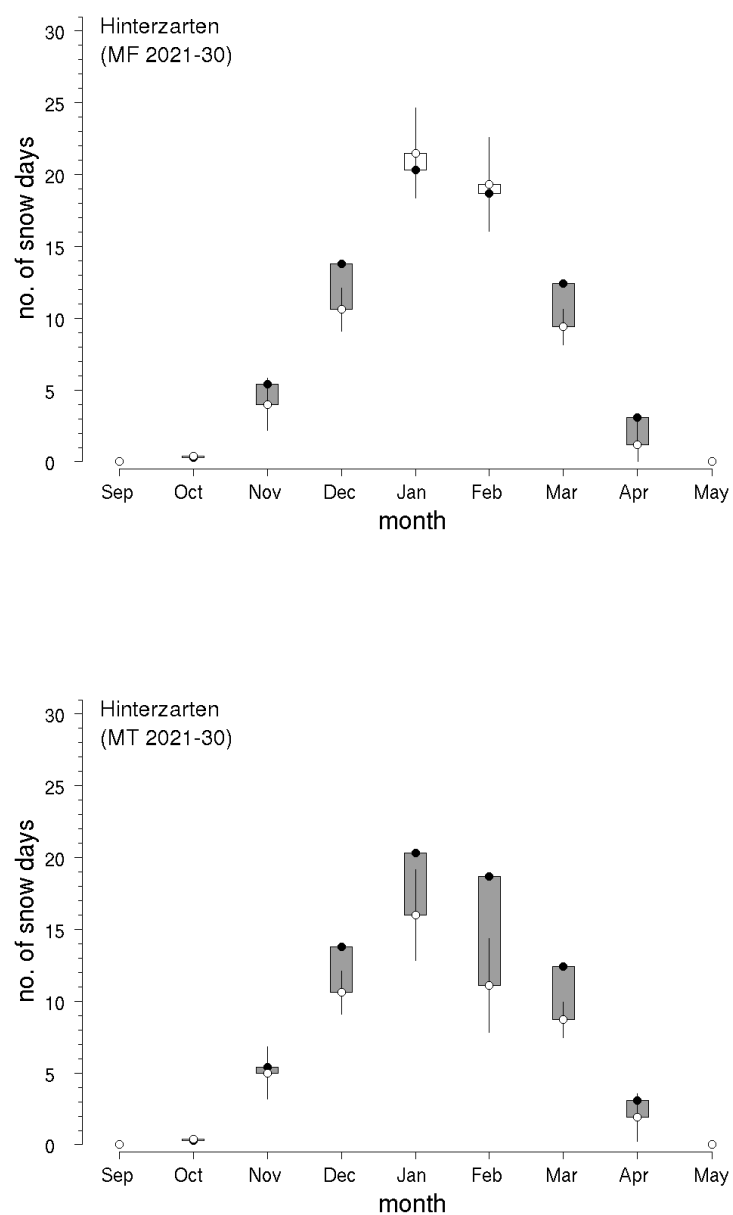 Hinterzarten
(MF 2021-30)
30
25
20
15
10
5
0
no. of snow days
Sep Oct Nov Dec Jan Feb Mar Apr May
month
Hinterzarten
(MT 2021-30)
30
25
20
15
10
5
0
no. of snow days
Sep Oct Nov Dec Jan Feb Mar Apr May
month